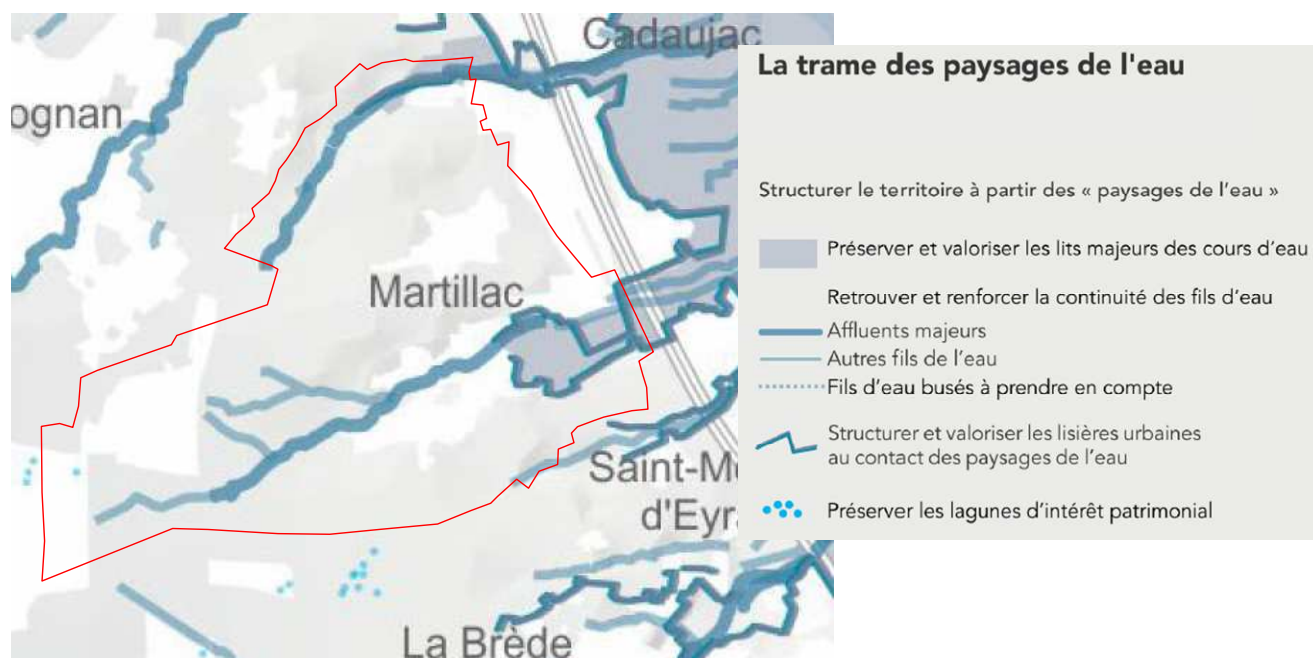 Cadaujac
ognan
Martillac
Saint-M
d'Eyr
La Brède
La trame des paysages de l'eau
Structurer le territoire à partir des « paysages de l'eau »
Préserver et valoriser les lits majeurs des cours d'eau
Retrouver et renforcer la continuité des fils d'eau
Affluents majeurs
Autres fils de l'eau
Fils d'eau busés à prendre en compte
Structurer et valoriser les lisières urbaines
au contact des paysages de l'eau
Préserver les lagunes d'intérêt patrimonial